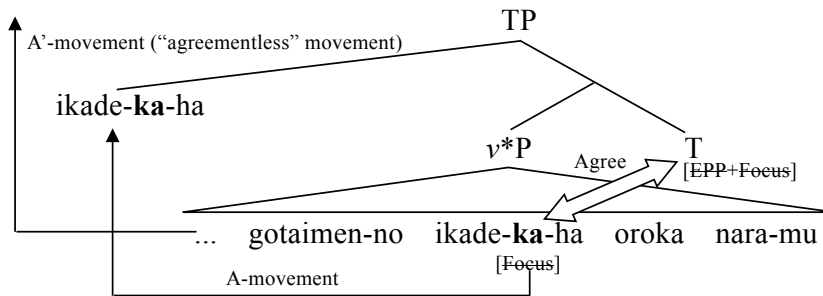 TP
A’-movement (“agreementless” movement)
ikade-ka-ha
v*P T
Agree
[EPP+Focus]
... gotaimen-no ikade-ka-ha oroka nara-mu
[Focus]
A-movement